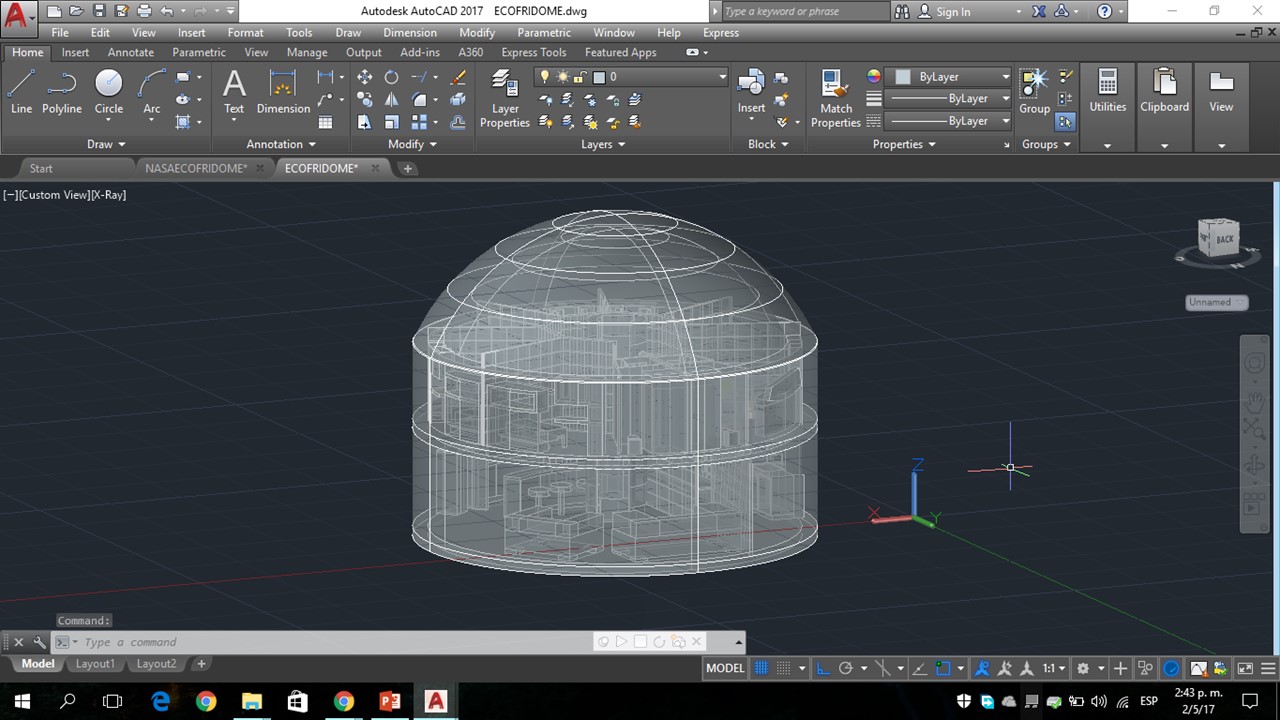 Autodesk AutoCAD 2017 ECOFRIDOME.dwg
Type a keyword or phrase
Sign In
File Edit View Insert Format Tools Draw Dimension Modify Parametric Window Help Express
Home Insert Annotate Parametric View Manage Output Add-ins A360 Express Tools Featured Apps
Line Polyline Circle Arc
Text Dimension
Layer Properties
0
Insert
Match Properties
ByLayer
ByLayer
ByLayer
Group
Utilities
Clipboard
View
Draw Annotation Modify Layers Block Properties Groups
Start NASAECOFRIDOME* ECOFRIDOME*
[−][Custom View][X-Ray]
BACK
Unnamed
Z
X
Y
Command:
Type a command
Model Layout1 Layout2
MODEL
1:1
ESP
2:43 p. m.
2/5/17